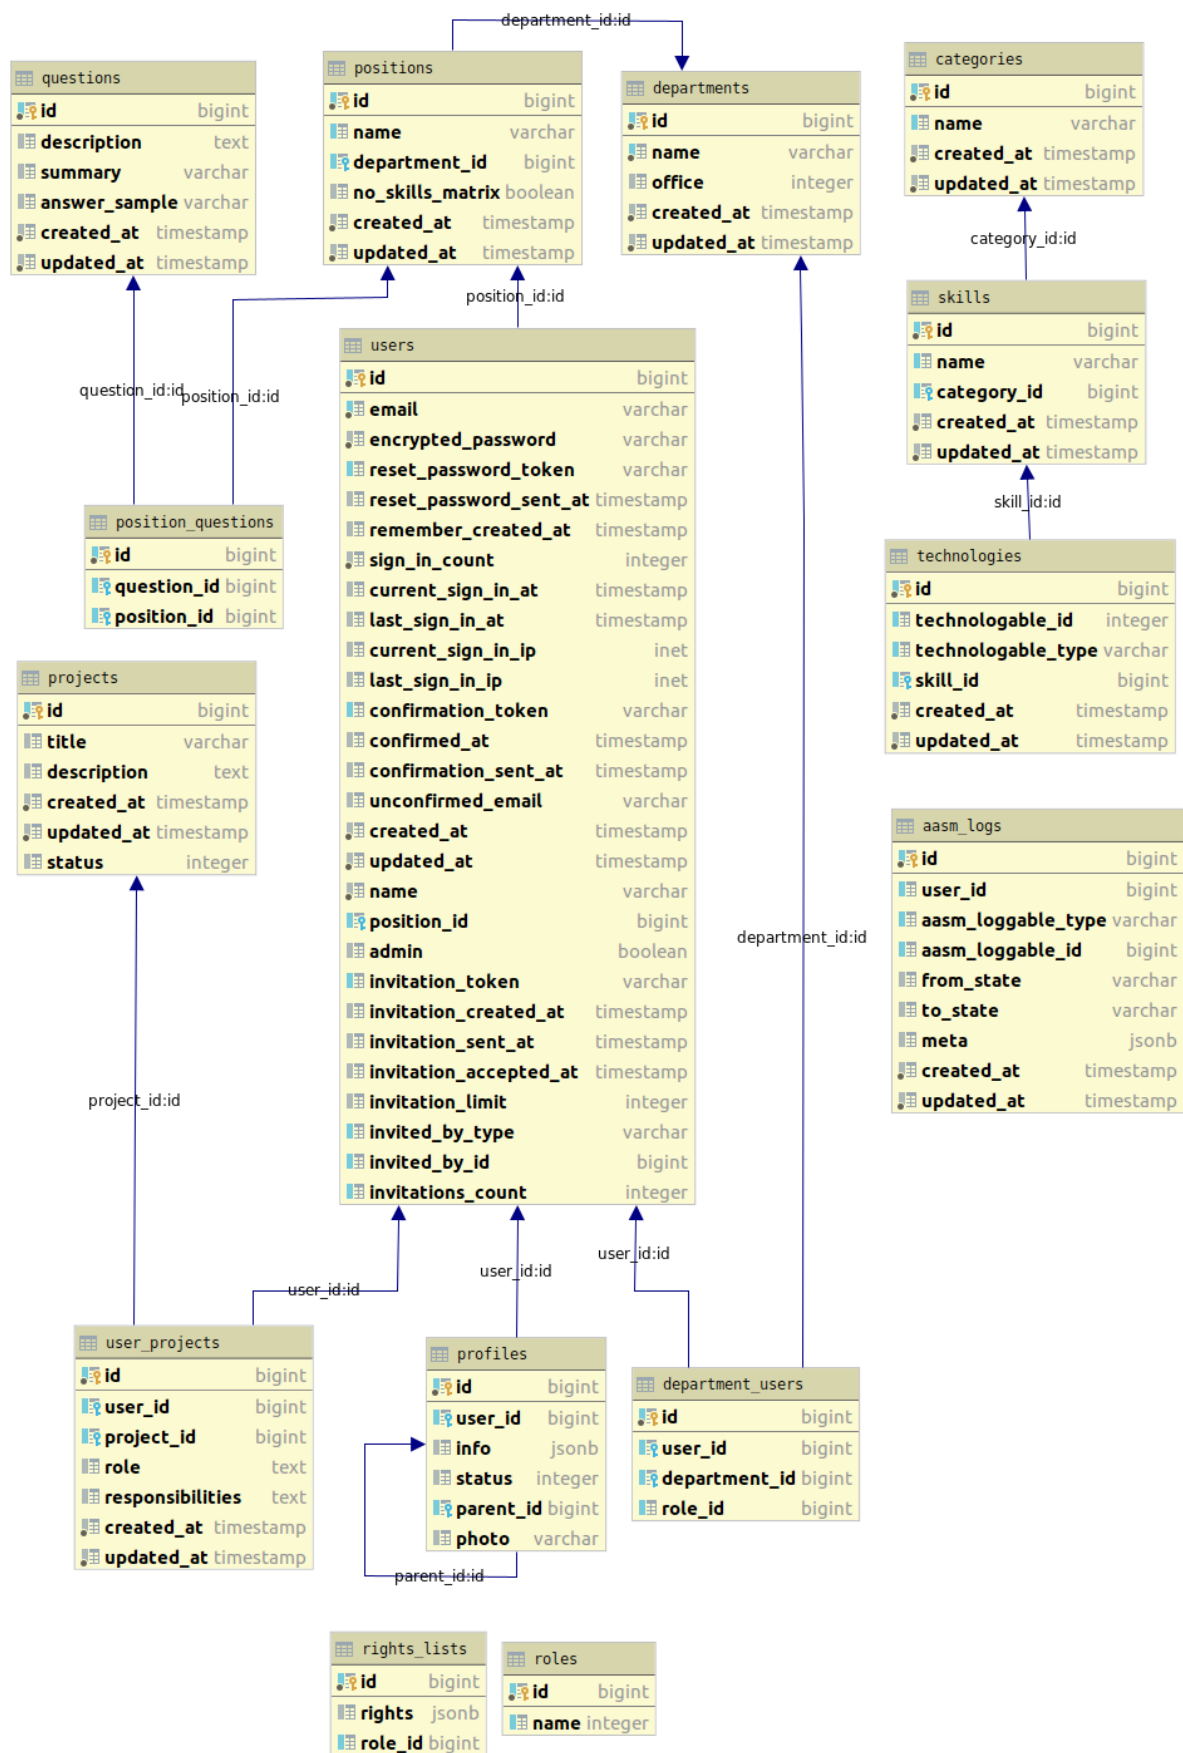 department_id:id
questions
id bigint
description text
summary varchar
answer_sample varchar
created_at timestamp
updated_at timestamp
positions
id bigint
name varchar
department_id bigint
no_skills_matrix boolean
created_at timestamp
updated_at timestamp
departments
id bigint
name varchar
office integer
created_at timestamp
updated_at timestamp
categories
id bigint
name varchar
created_at timestamp
updated_at timestamp
category_id:id
position_id:id
skills
id bigint
name varchar
category_id bigint
created_at timestamp
updated_at timestamp
question_id:id
position_id:id
users
id bigint
email varchar
encrypted_password varchar
reset_password_token varchar
reset_password_sent_at timestamp
remember_created_at timestamp
sign_in_count integer
current_sign_in_at timestamp
last_sign_in_at timestamp
current_sign_in_ip inet
last_sign_in_ip inet
confirmation_token varchar
confirmed_at timestamp
confirmation_sent_at timestamp
unconfirmed_email varchar
created_at timestamp
updated_at timestamp
name varchar
position_id bigint
admin boolean
invitation_token varchar
invitation_created_at timestamp
invitation_sent_at timestamp
invitation_accepted_at timestamp
invitation_limit integer
invited_by_type varchar
invited_by_id bigint
invitations_count integer
skill_id:id
position_questions
id bigint
question_id bigint
position_id bigint
technologies
id bigint
technologable_id integer
technologable_type varchar
skill_id bigint
created_at timestamp
updated_at timestamp
projects
id bigint
title varchar
description text
created_at timestamp
updated_at timestamp
status integer
aasm_logs
id bigint
user_id bigint
aasm_loggable_type varchar
aasm_loggable_id bigint
from_state varchar
to_state varchar
meta jsonb
created_at timestamp
updated_at timestamp
department_id:id
project_id:id
user_id:id
user_id:id
user_id:id
user_projects
id bigint
user_id bigint
project_id bigint
role text
responsibilities text
created_at timestamp
updated_at timestamp
profiles
id bigint
user_id bigint
info jsonb
status integer
parent_id bigint
photo varchar
parent_id:id
department_users
id bigint
user_id bigint
department_id bigint
role_id bigint
rights_lists
id bigint
rights jsonb
role_id bigint
roles
id bigint
name integer